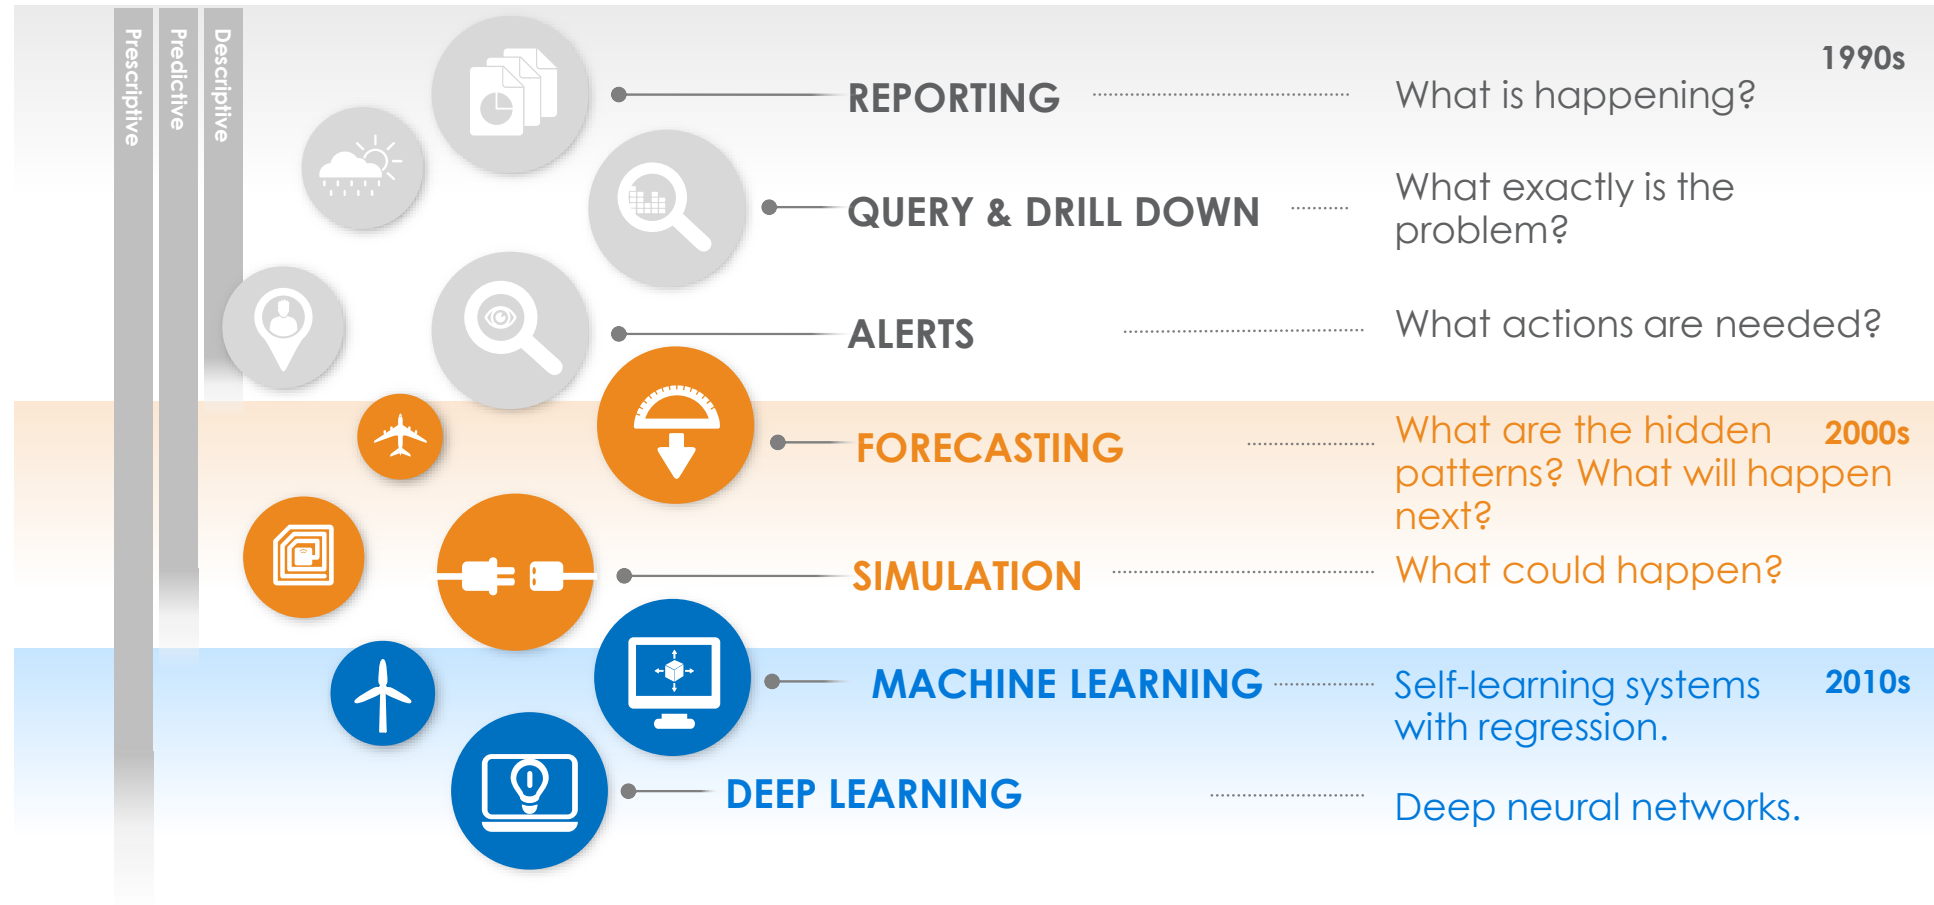 Prescriptive
Predictive
Descriptive
1990s
REPORTING
What is happening?
QUERY & DRILL DOWN
What exactly is the
problem?
ALERTS
What actions are needed?
2000s
FORECASTING
What are the hidden
patterns? What will happen
next?
SIMULATION
What could happen?
2010s
MACHINE LEARNING
Self-learning systems
with regression.
DEEP LEARNING
Deep neural networks.